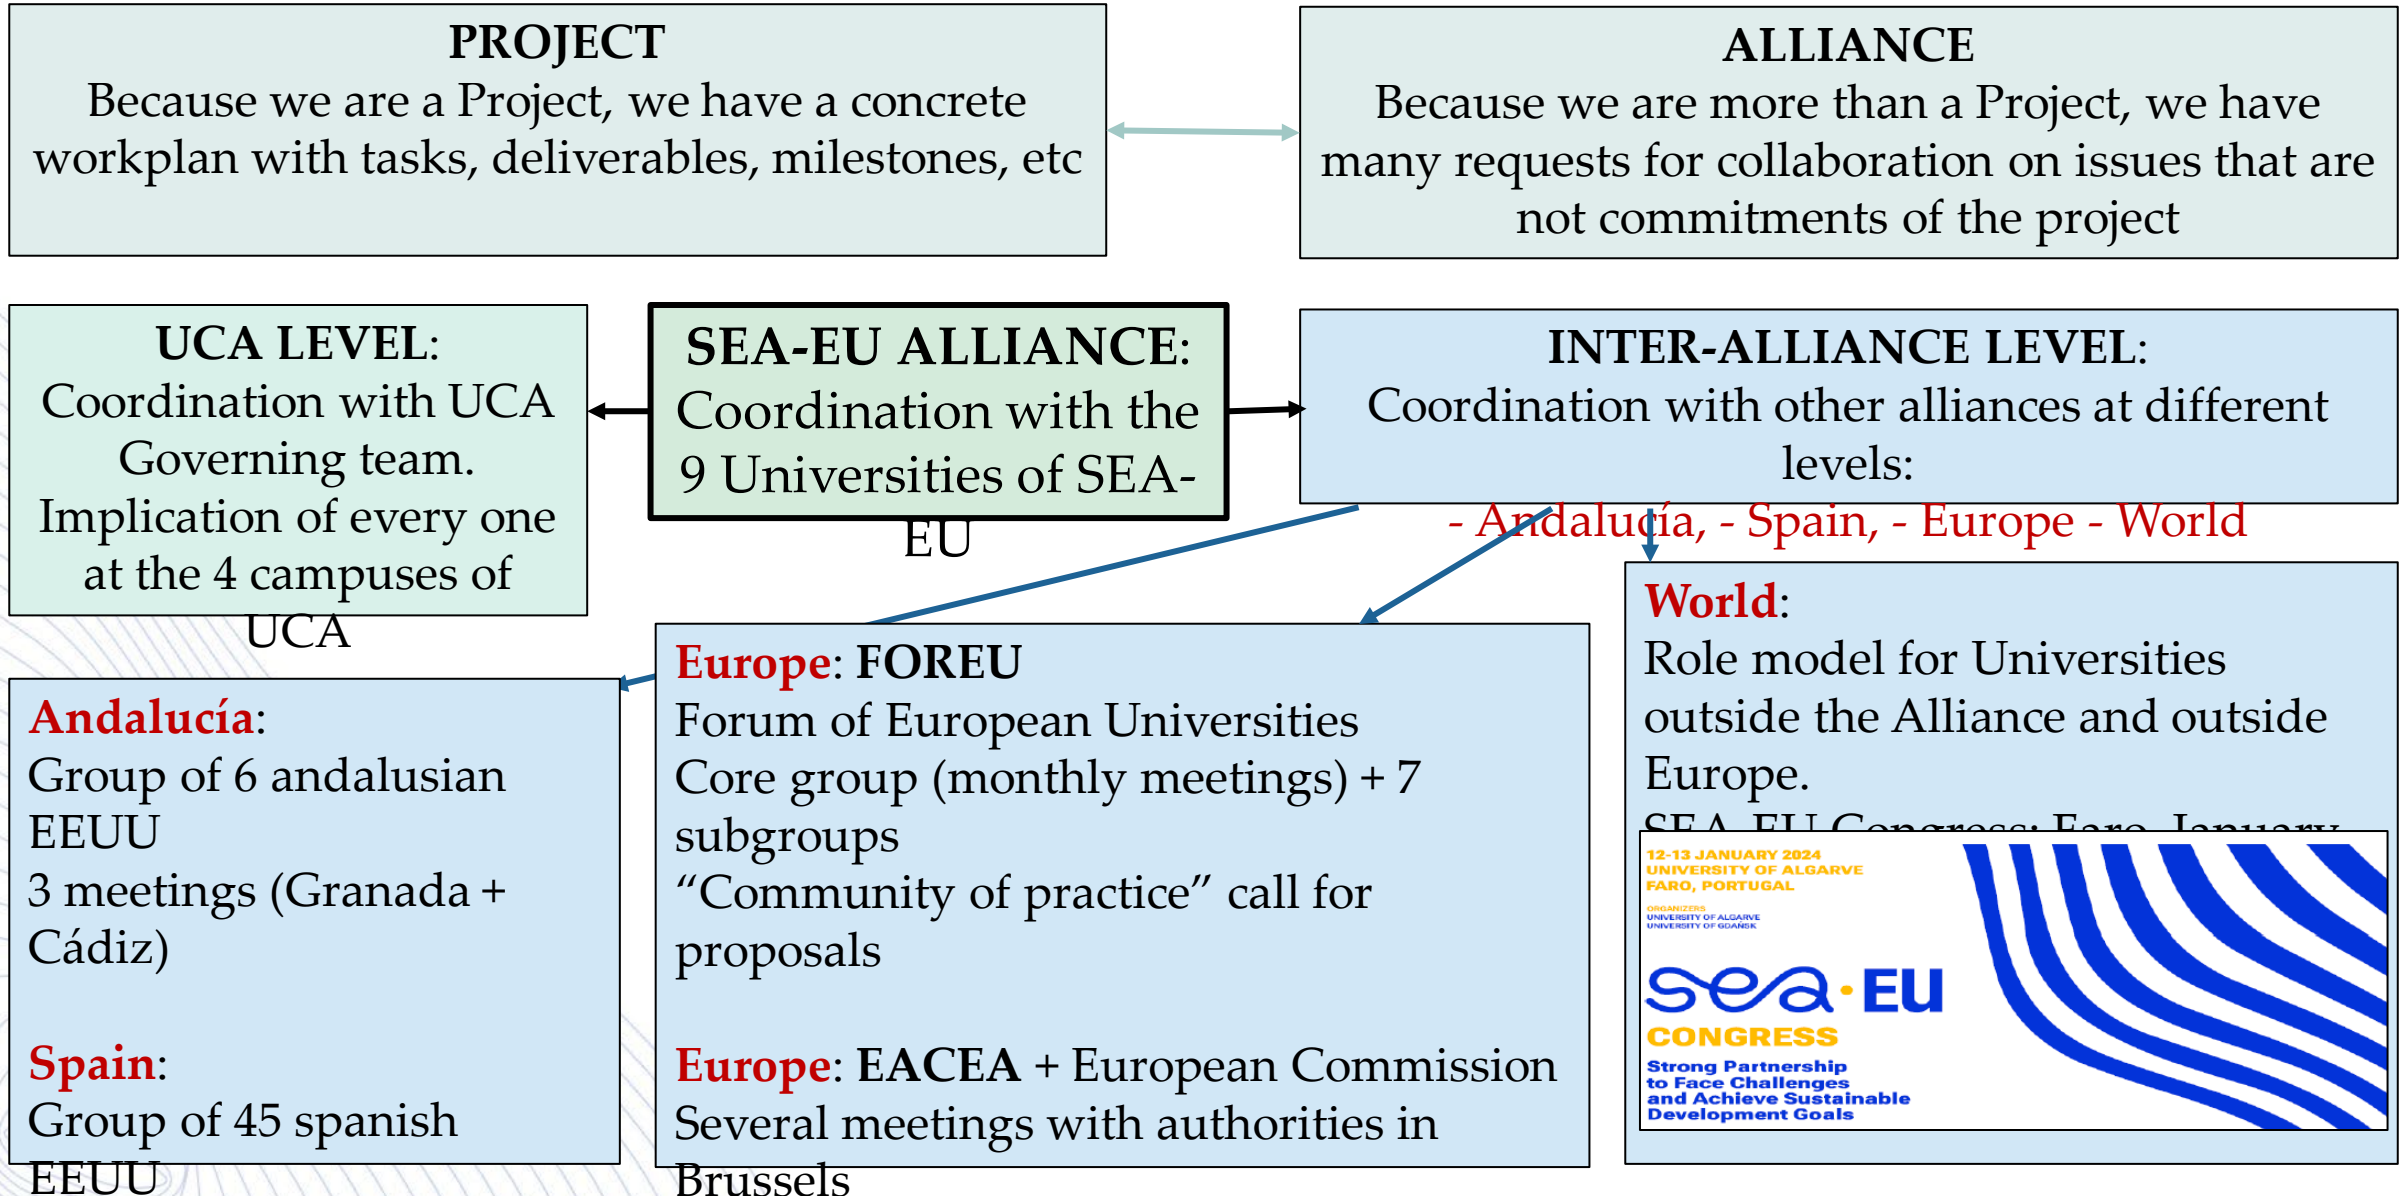 PROJECT
Because we are a Project, we have a concrete
workplan with tasks, deliverables, milestones, etc
ALLIANCE
Because we are more than a Project, we have
many requests for collaboration on issues that are
not commitments of the project
UCA LEVEL:
Coordination with UCA
Governing team.
Implication of every one
at the 4 campuses of
UCA
SEA-EU ALLIANCE:
Coordination with the
9 Universities of SEA-
EU
INTER-ALLIANCE LEVEL:
Coordination with other alliances at different
levels:
- Andalucía, - Spain, - Europe - World
Andalucía:
Group of 6 andalusian
EEUU
3 meetings (Granada +
Cádiz)
Spain:
Group of 45 spanish
EEUU
Europe: FOREU
Forum of European Universities
Core group (monthly meetings) + 7
subgroups
“Community of practice” call for
proposals
Europe: EACEA + European Commission
Several meetings with authorities in
Brussels
World:
Role model for Universities
outside the Alliance and outside
Europe.
SEA-EU Congress: Faro, January
12-13 JANUARY 2024
UNIVERSITY OF ALGARVE
FARO, PORTUGAL
ORGANIZERS
UNIVERSITY OF ALGARVE
UNIVERSITY OF GDAŃSK
sea·EU
CONGRESS
Strong Partnership
to Face Challenges
and Achieve Sustainable
Development Goals